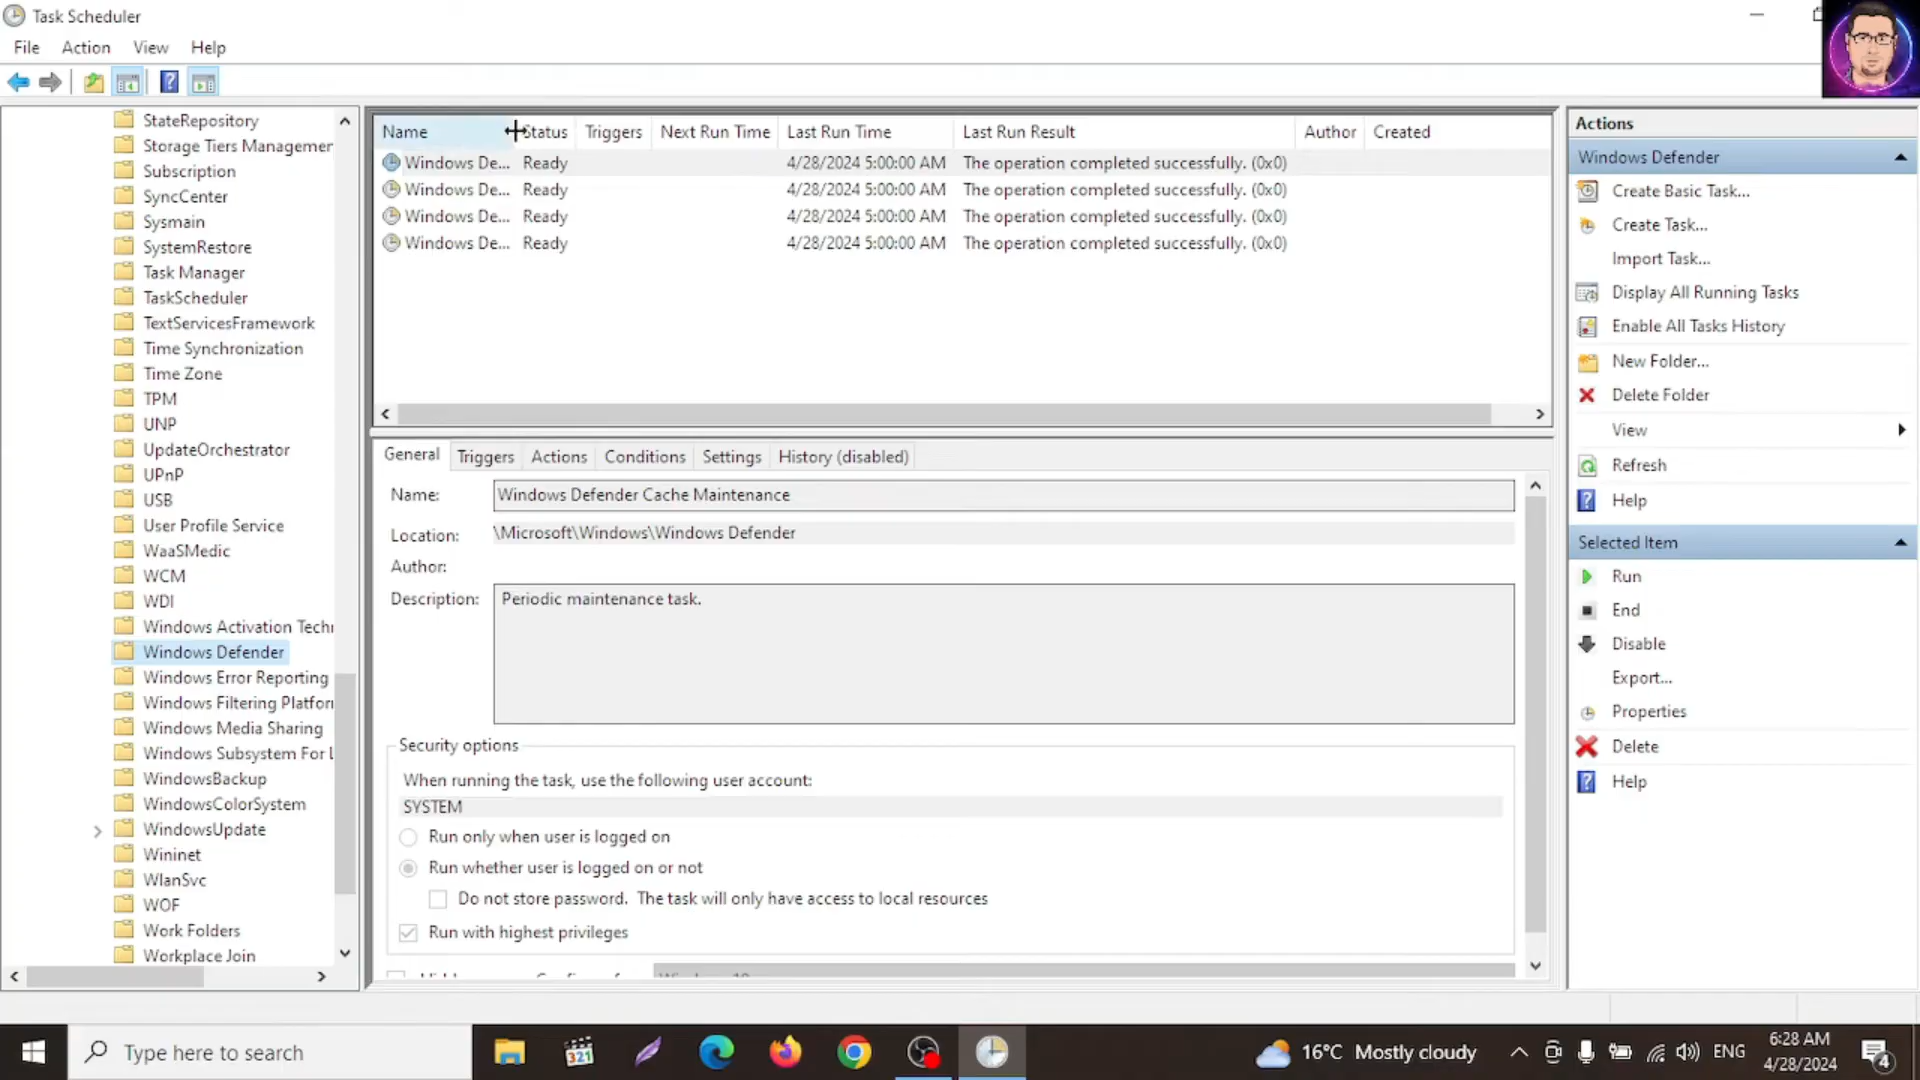 Task Scheduler
File Action View Help
StateRepository
Storage Tiers Managemer
Subscription
SyncCenter
Sysmain
SystemRestore
Task Manager
TaskScheduler
TextServicesFramework
Time Synchronization
Time Zone
TPM
UNP
UpdateOrchestrator
UPnP
USB
User Profile Service
WaaSMedic
WCM
WDI
Windows Activation Techr
Windows Defender
Windows Error Reporting
Windows Filtering Platforn
Windows Media Sharing
Windows Subsystem For L
WindowsBackup
WindowsColorSystem
WindowsUpdate
Wininet
WlanSvc
WOF
Work Folders
Workplace Join
Name Status Triggers Next Run Time Last Run Time Last Run Result Author Created
Windows De... Ready 4/28/2024 5:00:00 AM The operation completed successfully. (0x0)
Windows De... Ready 4/28/2024 5:00:00 AM The operation completed successfully. (0x0)
Windows De... Ready 4/28/2024 5:00:00 AM The operation completed successfully. (0x0)
Windows De... Ready 4/28/2024 5:00:00 AM The operation completed successfully. (0x0)
General Triggers Actions Conditions Settings History (disabled)
Name: Windows Defender Cache Maintenance
Location: \Microsoft\Windows\Windows Defender
Author:
Description: Periodic maintenance task.
Security options
When running the task, use the following user account:
SYSTEM
Run only when user is logged on
Run whether user is logged on or not
Do not store password. The task will only have access to local resources
Run with highest privileges
Actions
Windows Defender
Create Basic Task...
Create Task...
Import Task...
Display All Running Tasks
Enable All Tasks History
New Folder...
Delete Folder
View
Refresh
Help
Selected Item
Run
End
Disable
Export...
Properties
Delete
Help
Type here to search
321
16°C Mostly cloudy
ENG
6:28 AM
4/28/2024
4